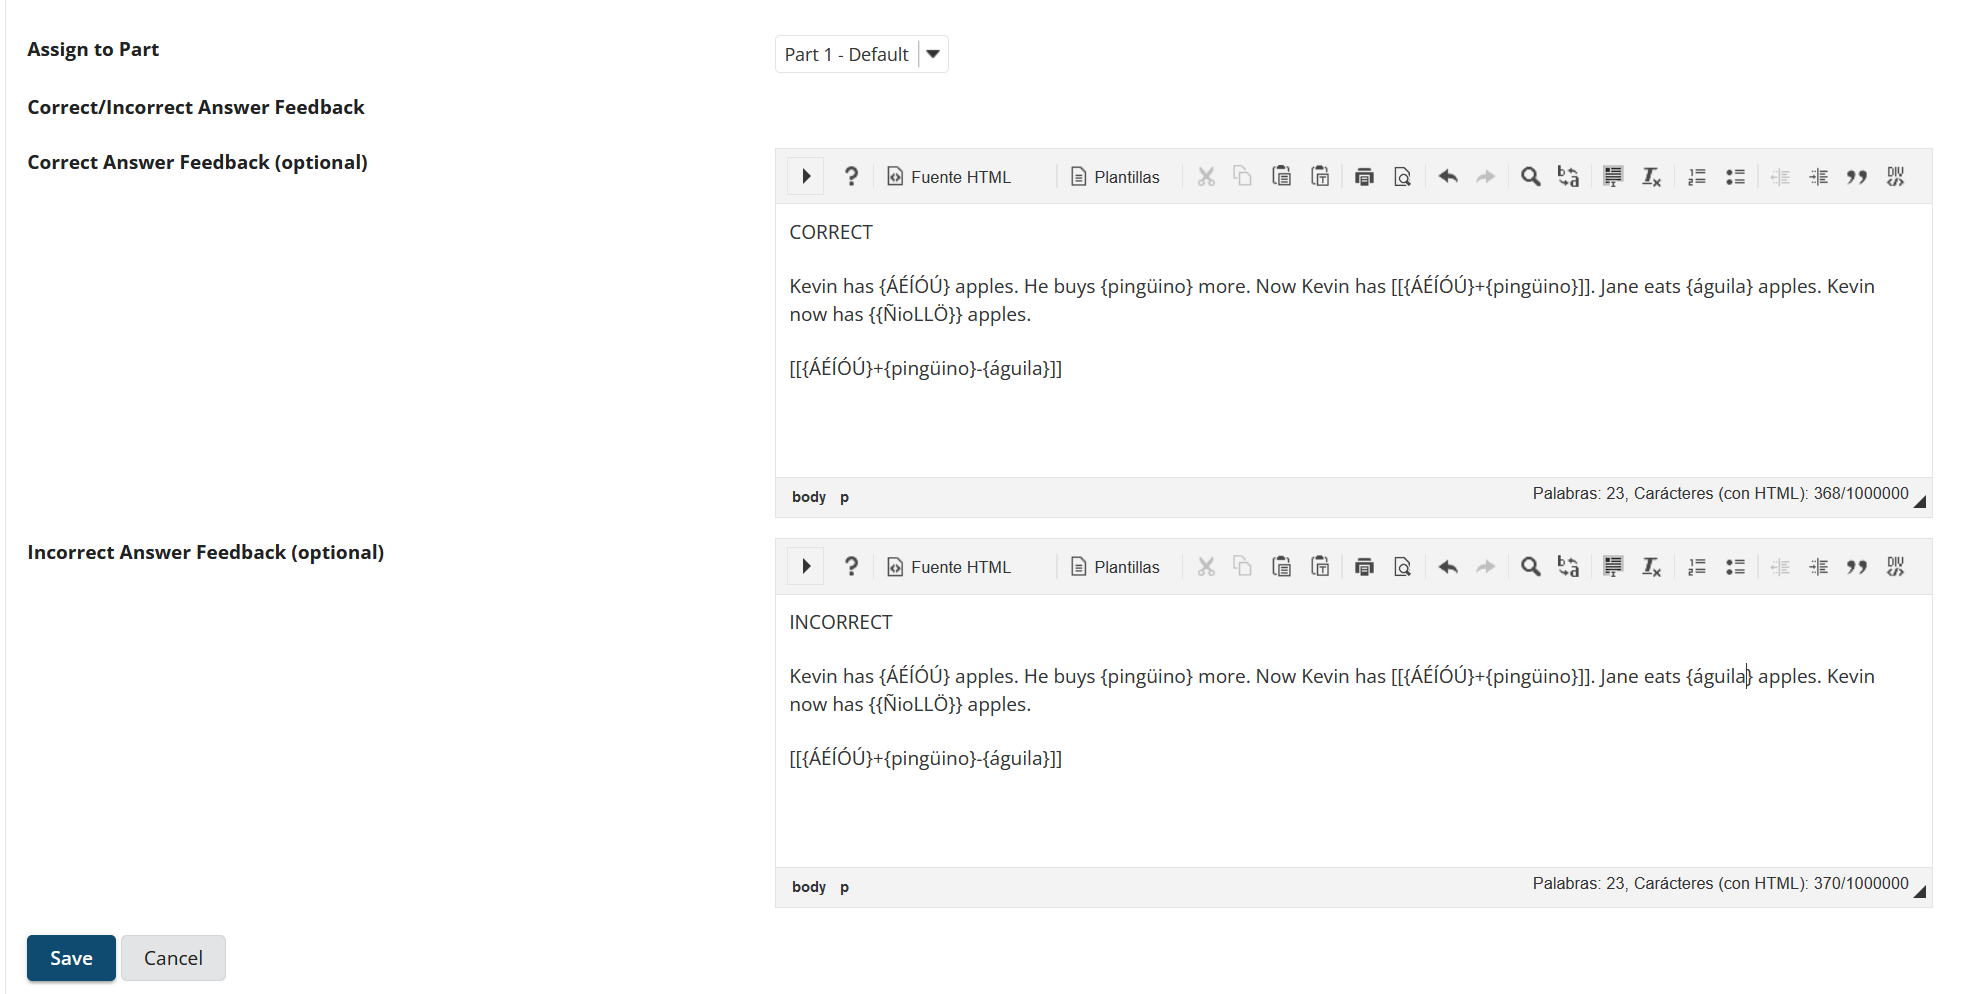 Assign to Part
Part 1 - Default
Correct/Incorrect Answer Feedback
Correct Answer Feedback (optional)
? Fuente HTML Plantillas
CORRECT
Kevin has {ÁÉÍÓÚ} apples. He buys {pingüino} more. Now Kevin has [[{ÁÉÍÓÚ}+{pingüino}]]. Jane eats {águila} apples. Kevin
now has {{ÑioLLÖ}} apples.
[[{ÁÉÍÓÚ}+{pingüino}-{águila}]]
body p
Palabras: 23, Carácteres (con HTML): 368/1000000
Incorrect Answer Feedback (optional)
? Fuente HTML Plantillas
INCORRECT
Kevin has {ÁÉÍÓÚ} apples. He buys {pingüino} more. Now Kevin has [[{ÁÉÍÓÚ}+{pingüino}]]. Jane eats {águila} apples. Kevin
now has {{ÑioLLÖ}} apples.
[[{ÁÉÍÓÚ}+{pingüino}-{águila}]]
body p
Palabras: 23, Carácteres (con HTML): 370/1000000
Save Cancel